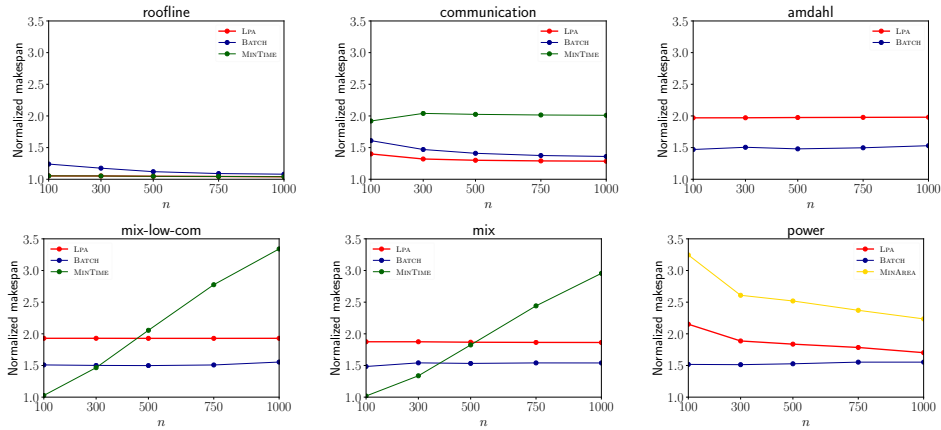 roofline
Normalized makespan
3.5
3.0
2.5
2.0
1.5
1.0
100
300
500
750
1000
n
LPA
BATCH
MINTIME
communication
Normalized makespan
3.5
3.0
2.5
2.0
1.5
1.0
100
300
500
750
1000
n
LPA
BATCH
MINTIME
amdahl
Normalized makespan
3.5
3.0
2.5
2.0
1.5
1.0
100
300
500
750
1000
n
LPA
BATCH
mix-low-com
Normalized makespan
3.5
3.0
2.5
2.0
1.5
1.0
100
300
500
750
1000
n
LPA
BATCH
MINTIME
mix
Normalized makespan
3.5
3.0
2.5
2.0
1.5
1.0
100
300
500
750
1000
n
LPA
BATCH
MINTIME
power
Normalized makespan
3.5
3.0
2.5
2.0
1.5
1.0
100
300
500
750
1000
n
LPA
BATCH
MINAREA